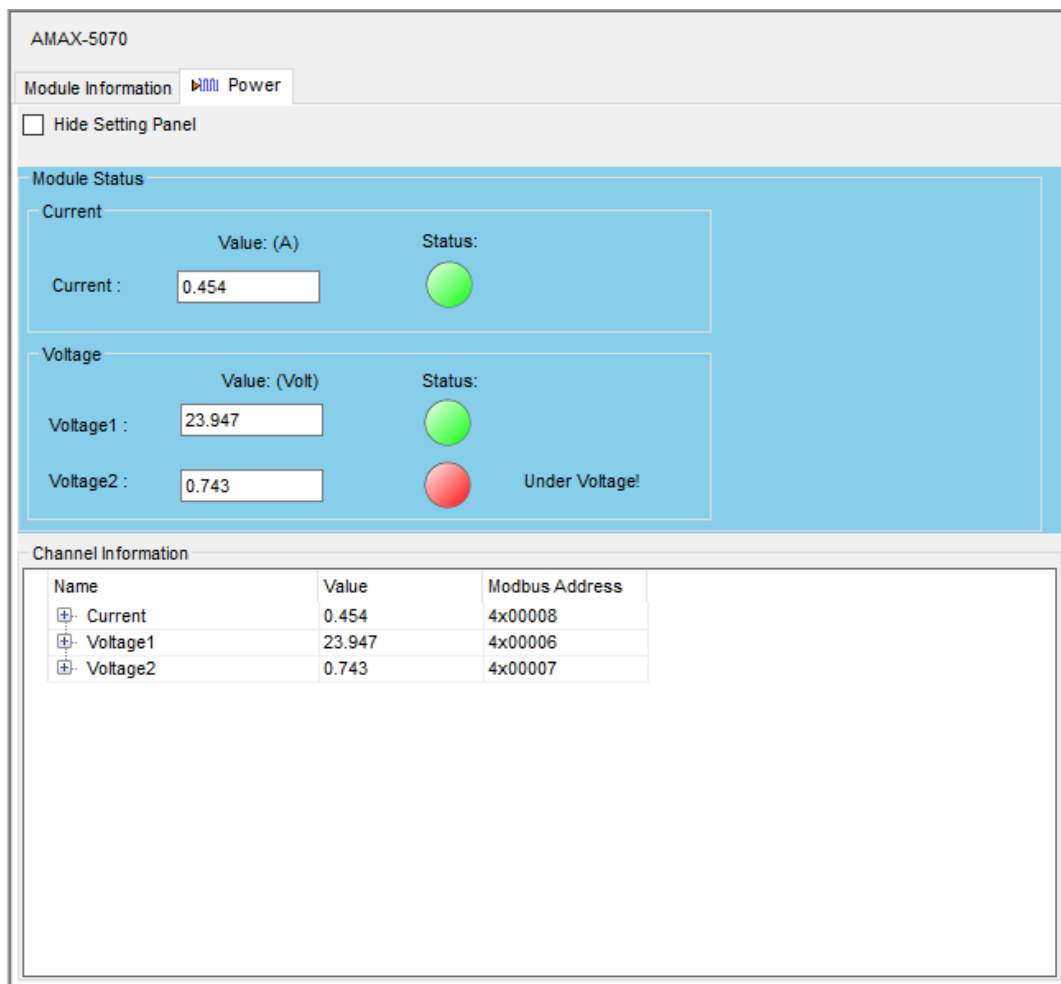 AMAX-5070
Module Information Power
Hide Setting Panel
Module Status
Current
Value: (A) Status:
Current : 0.454
Voltage
Value: (Volt) Status:
Voltage1 : 23.947
Voltage2 : 0.743 Under Voltage!
Channel Information
Name Value Modbus Address
Current 0.454 4x00008
Voltage1 23.947 4x00006
Voltage2 0.743 4x00007